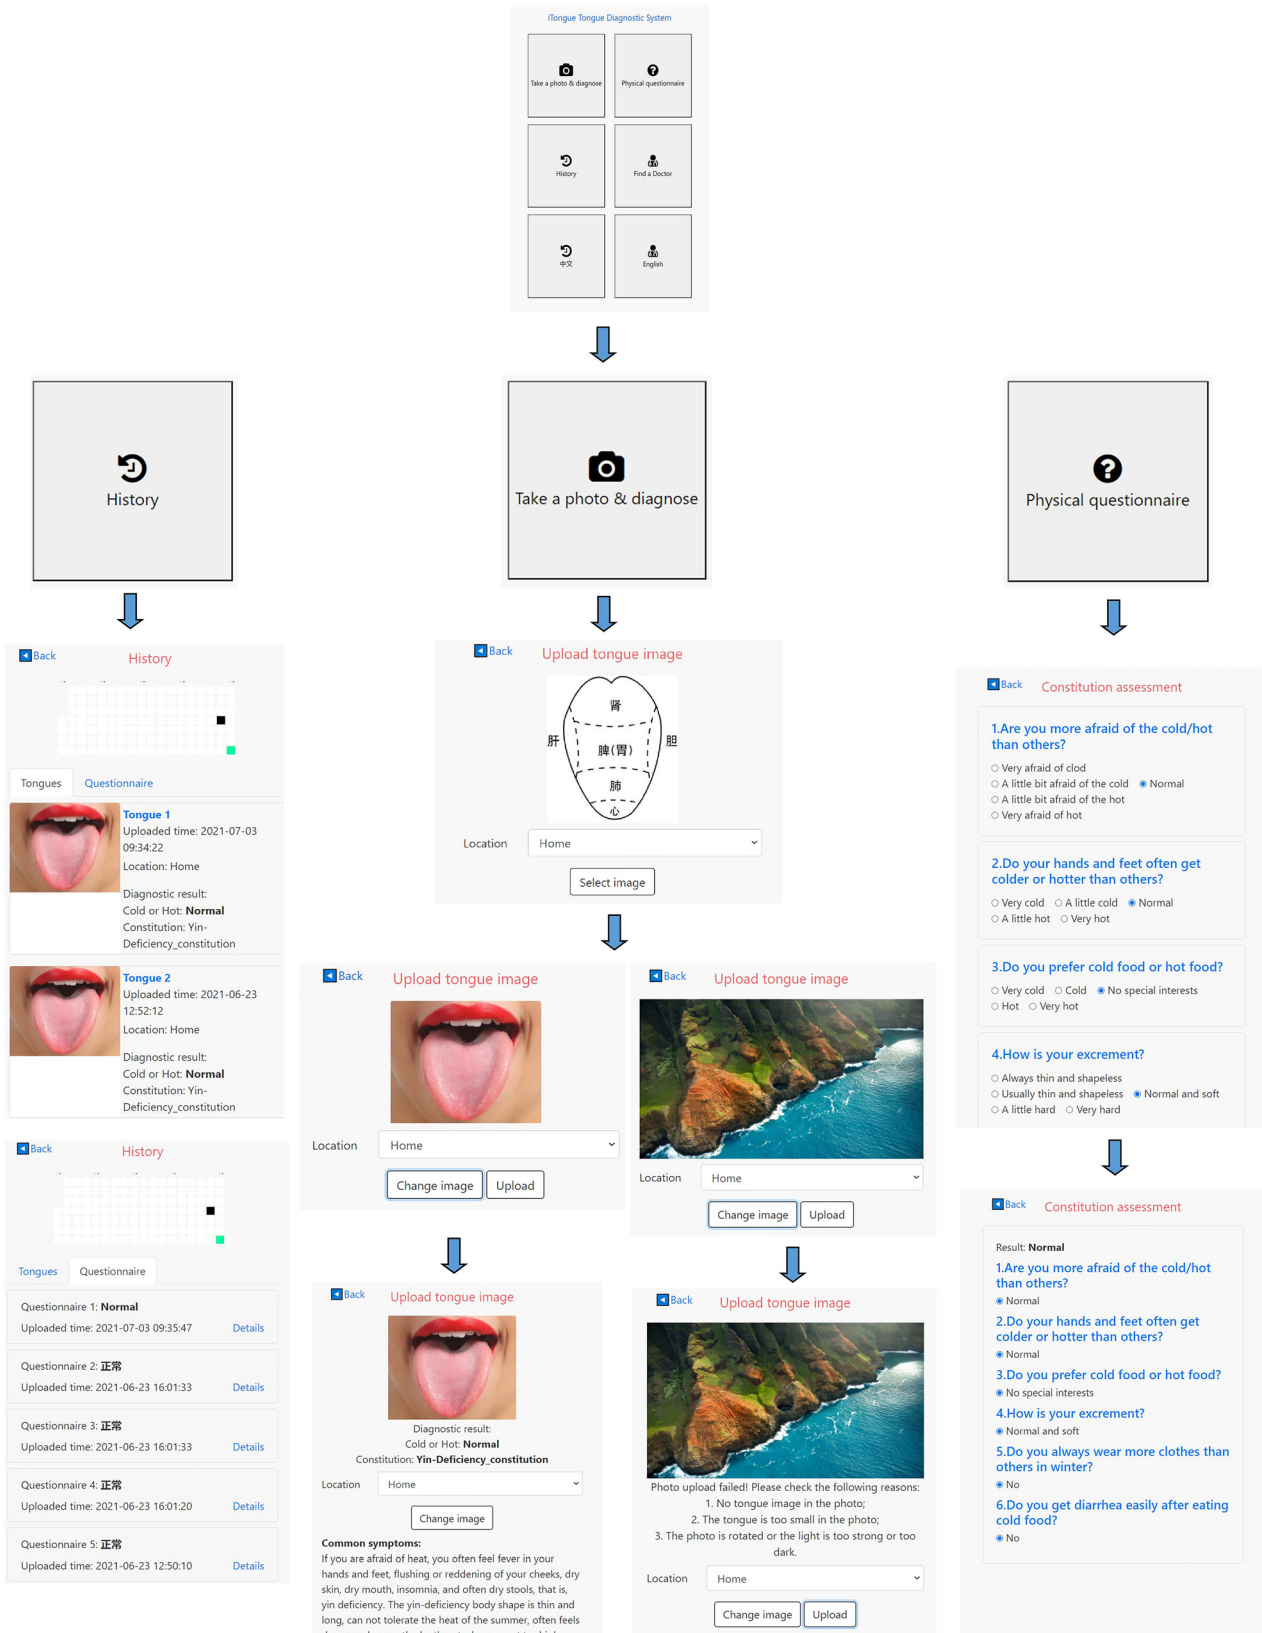 iTongue Tongue Diagnostic System
Take a photo & diagnose
Physical questionnaire
History
Find a Doctor
中文
English
History
Take a photo & diagnose
Physical questionnaire
Back
History
Tongues
Questionnaire
Tongue 1
Uploaded time: 2021-07-03
09:34:22
Location: Home
Diagnostic result:
Cold or Hot: Normal
Constitution: Yin-
Deficiency_constitution
Tongue 2
Uploaded time: 2021-06-23
12:52:12
Location: Home
Diagnostic result:
Cold or Hot: Normal
Constitution: Yin-
Deficiency_constitution
Back
History
Tongues
Questionnaire
Questionnaire 1: Normal
Uploaded time: 2021-07-03 09:35:47 Details
Questionnaire 2: 正常
Uploaded time: 2021-06-23 16:01:33 Details
Questionnaire 3: 正常
Uploaded time: 2021-06-23 16:01:33 Details
Questionnaire 4: 正常
Uploaded time: 2021-06-23 16:01:20 Details
Questionnaire 5: 正常
Uploaded time: 2021-06-23 12:50:10 Details
Back
Upload tongue image
肾
肝
脾(胃)
胆
肺
心
Location Home
Select image
Back
Upload tongue image
Location Home
Change image Upload
Back
Upload tongue image
Location Home
Change image Upload
Back
Upload tongue image
Diagnostic result:
Cold or Hot: Normal
Constitution: Yin-Deficiency_constitution
Location Home
Change image
Common symptoms:
If you are afraid of heat, you often feel fever in your
hands and feet, flushing or reddening of your cheeks, dry
skin, dry mouth, insomnia, and often dry stools, that is,
yin deficiency. The yin-deficiency body shape is thin and
long, can not tolerate the heat of the summer, often feels
Back
Upload tongue image
Photo upload failed! Please check the following reasons:
1. No tongue image in the photo;
2. The tongue is too small in the photo;
3. The photo is rotated or the light is too strong or too
dark.
Location Home
Change image Upload
Back
Constitution assessment
1.Are you more afraid of the cold/hot
than others?
Very afraid of clod
A little bit afraid of the cold Normal
A little bit afraid of the hot
Very afraid of hot
2.Do your hands and feet often get
colder or hotter than others?
Very cold A little cold Normal
A little hot Very hot
3.Do you prefer cold food or hot food?
Very cold Cold No special interests
Hot Very hot
4.How is your excrement?
Always thin and shapeless
Usually thin and shapeless Normal and soft
A little hard Very hard
Back
Constitution assessment
Result: Normal
1.Are you more afraid of the cold/hot
than others?
Normal
2.Do your hands and feet often get
colder or hotter than others?
Normal
3.Do you prefer cold food or hot food?
No special interests
4.How is your excrement?
Normal and soft
5.Do you always wear more clothes than
others in winter?
No
6.Do you get diarrhea easily after eating
cold food?
No